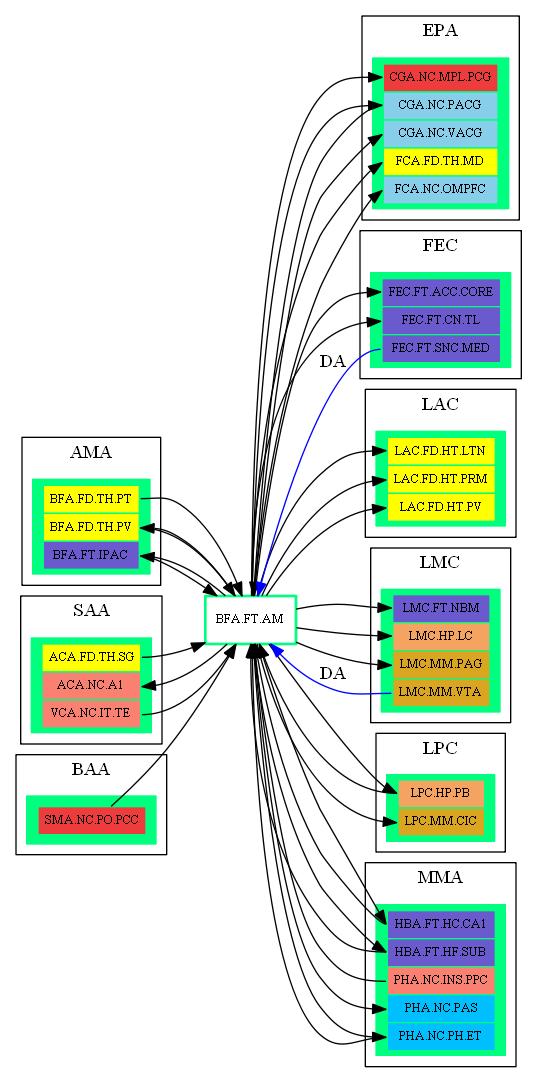 EPA
CGA.NC.MPL.PCG
CGA.NC.PACG
CGA.NC.VACG
FCA.FD.TH.MD
FCA.NC.OMPFC
FEC
FEC.FT.ACC.CORE
FEC.FT.CN.TL
FEC.FT.SNC.MED
DA
LAC
LAC.FD.HT.LTN
LAC.FD.HT.PRM
LAC.FD.HT.PV
AMA
BFA.FD.TH.PT
BFA.FD.TH.PV
BFA.FT.IPAC
SAA
ACA.FD.TH.SG
ACA.NC.A1
VCA.NC.IT.TE
BAA
SMA.NC.PO.PCC
BFA.FT.AM
LMC
LMC.FT.NBM
LMC.HP.LC
LMC.MM.PAG
LMC.MM.VTA
DA
LPC
LPC.HP.PB
LPC.MM.CIC
MMA
HBA.FT.HC.CA1
HBA.FT.HF.SUB
PHA.NC.INS.PPC
PHA.NC.PAS
PHA.NC.PH.ET